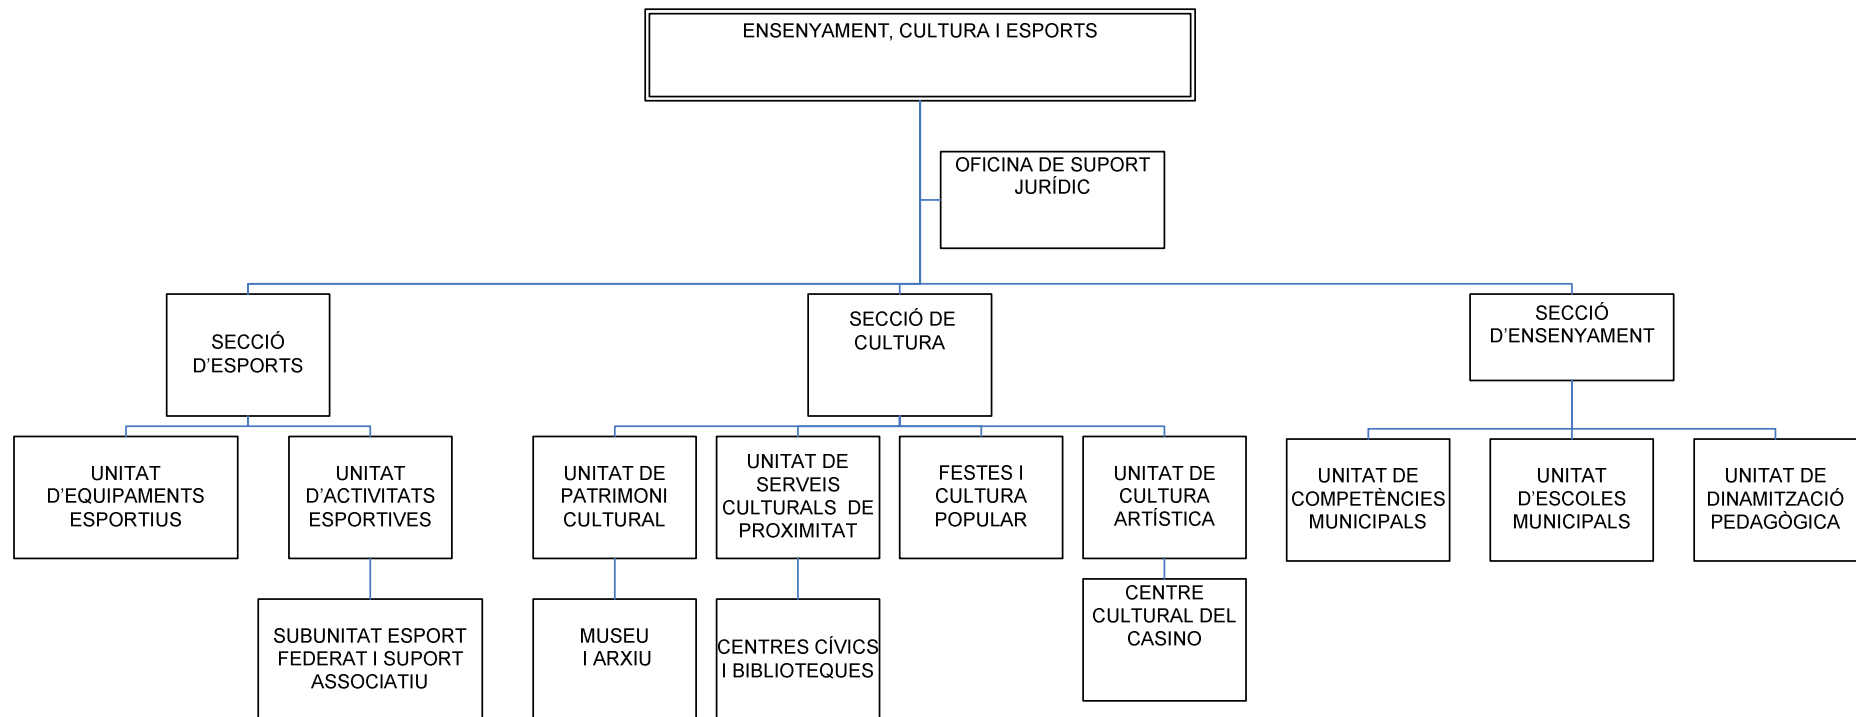 ENSENYAMENT, CULTURA I ESPORTS
OFICINA DE SUPORT
JURÍDIC
SECCIÓ
D’ESPORTS
SECCIÓ DE
CULTURA
SECCIÓ
D’ENSENYAMENT
UNITAT
D’EQUIPAMENTS
ESPORTIUS
UNITAT
D’ACTIVITATS
ESPORTIVES
UNITAT DE
PATRIMONI
CULTURAL
UNITAT DE
SERVEIS
CULTURALS DE
PROXIMITAT
FESTES I
CULTURA
POPULAR
UNITAT DE
CULTURA
ARTÍSTICA
UNITAT DE
COMPETÈNCIES
MUNICIPALS
UNITAT
D’ESCOLES
MUNICIPALS
UNITAT DE
DINAMITZACIÓ
PEDAGÒGICA
SUBUNITAT ESPORT
FEDERAT I SUPORT
ASSOCIATIU
MUSEU
I ARXIU
CENTRES CÍVICS
I BIBLIOTEQUES
CENTRE
CULTURAL DEL
CASINO